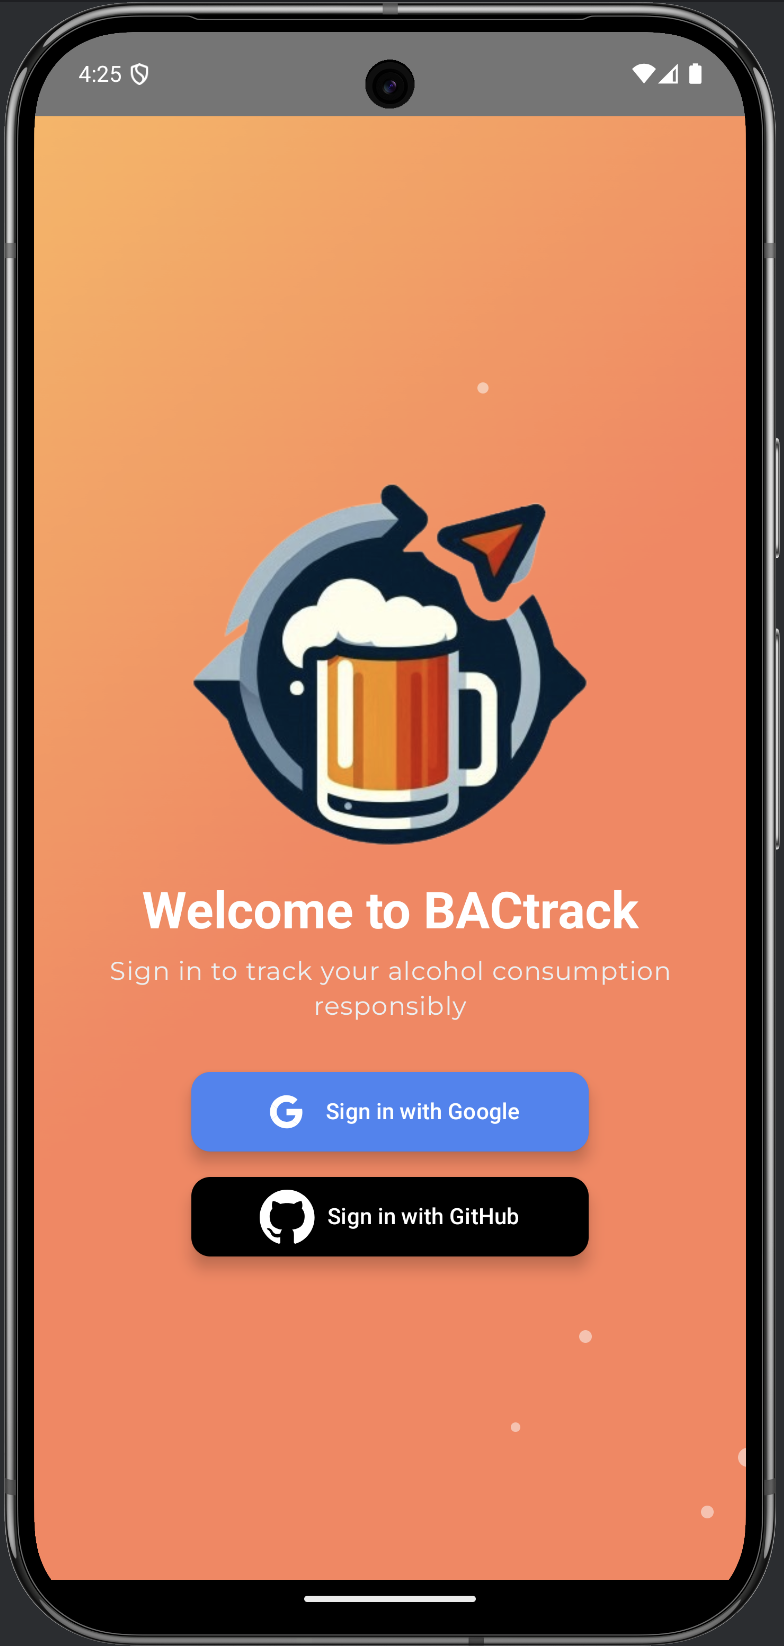 4:25
Welcome to BACtrack
Sign in to track your alcohol consumption
responsibly
Sign in with Google
Sign in with GitHub